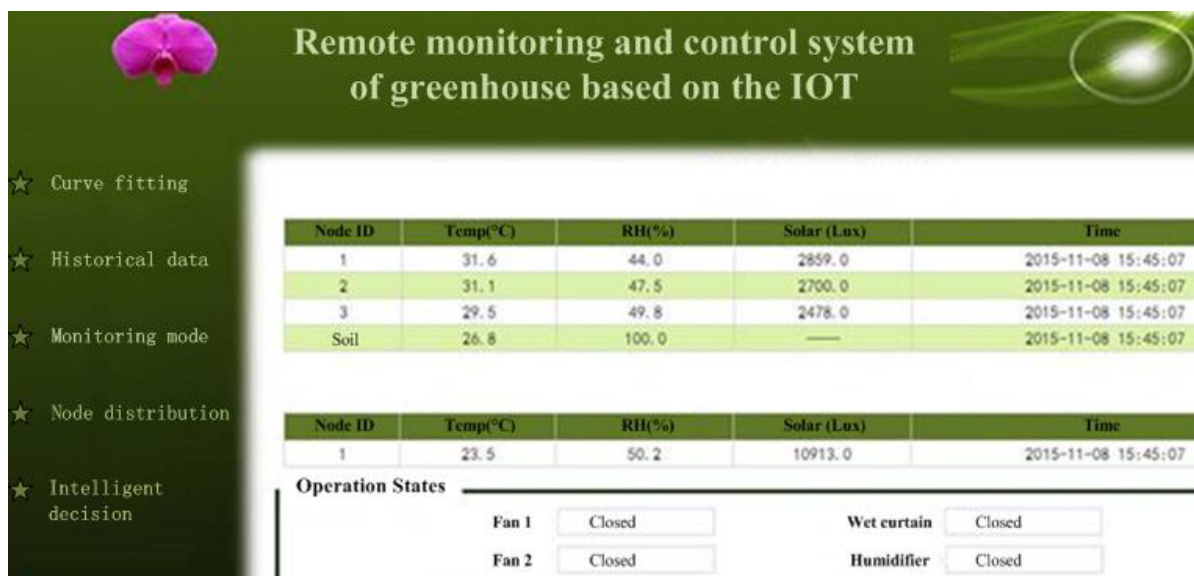 Remote monitoring and control system
of greenhouse based on the IOT
Curve fitting
Historical data
Monitoring mode
Node distribution
Intelligent
decision
Node ID Temp(°C) RH(%) Solar (Lux) Time
1 31.6 44.0 2859.0 2015-11-08 15:45:07
2 31.1 47.5 2700.0 2015-11-08 15:45:07
3 29.5 49.8 2478.0 2015-11-08 15:45:07
Soil 26.8 100.0 —— 2015-11-08 15:45:07
Node ID Temp(°C) RH(%) Solar (Lux) Time
1 23.5 50.2 10913.0 2015-11-08 15:45:07
Operation States
Fan 1 Closed Wet curtain Closed
Fan 2 Closed Humidifier Closed